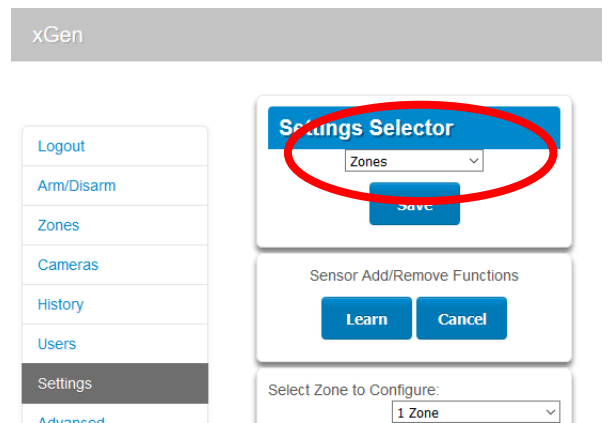 xGen
Logout
Arm/Disarm
Zones
Cameras
History
Users
Settings
Advanced
Settings Selector
Zones
Save
Sensor Add/Remove Functions
Learn Cancel
Select Zone to Configure:
1 Zone